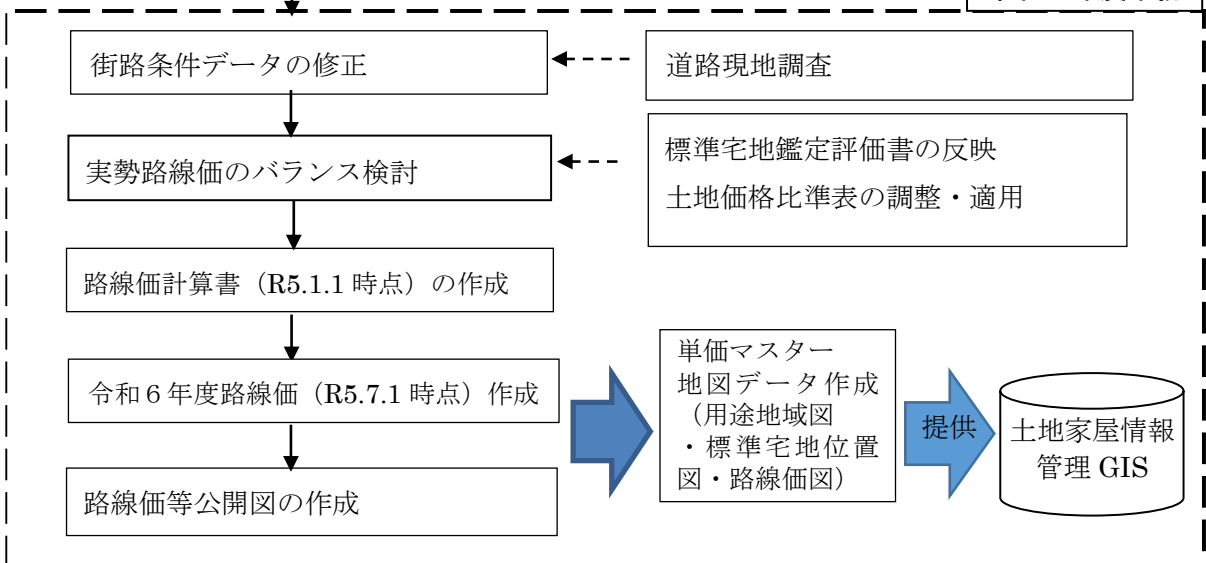 街路条件データの修正
道路現地調査
実勢路線価のバランス検討
標準宅地鑑定評価書の反映
土地価格比準表の調整・適用
路線価計算書（R5.1.1 時点）の作成
令和６年度路線価（R5.7.1 時点）作成
単価マスター
地図データ作成
（用途地域図
・標準宅地位置
図・路線価図）
提供
土地家屋情報
管理 GIS
路線価等公開図の作成